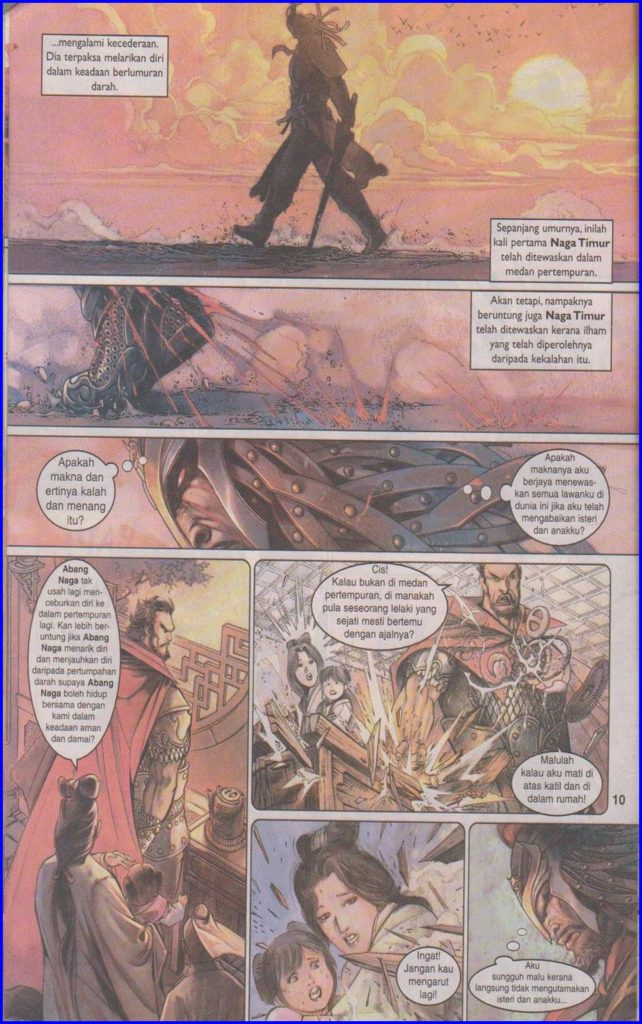 ...mengalami kecederaan.
Dia terpaksa melarikan diri
dalam keadaan berlumuran
darah.
Sepanjang umurnya, inilah
kali pertama Naga Timur
telah ditewaskan dalam
medan pertempuran.
Akan tetapi, nampaknya
beruntung juga Naga Timur
telah ditewaskan kerana ilham
yang telah diperolehnya
daripada kekalahan itu.
Apakah
makna dan
ertinya kalah
dan menang
itu?
Apakah
maknanya aku
berjaya menewas-
kan semua lawanku di
dunia ini jika aku telah
mengabaikan isteri
dan anakku?
Abang
Naga tak
usah lagi men-
ceburkan diri ke
dalam pertempuran
lagi. Kan lebih ber-
untung jika Abang
Naga menarik diri
dan menjauhkan diri
daripada pertumpahan
darah supaya Abang
Naga boleh hidup
bersama dengan
kami dalam
keadaan aman
dan damai?
Cis!
Kalau bukan di medan
pertempuran, di manakah
pula seseorang lelaki yang
sejati mesti bertemu
dengan ajalnya?
Malulah
kalau aku mati di
atas katil dan di
dalam rumah!
10
Ingat!
Jangan kau
mengarut
lagi!
Aku
sungguh malu kerana
langsung tidak mengutamakan
isteri dan anakku...